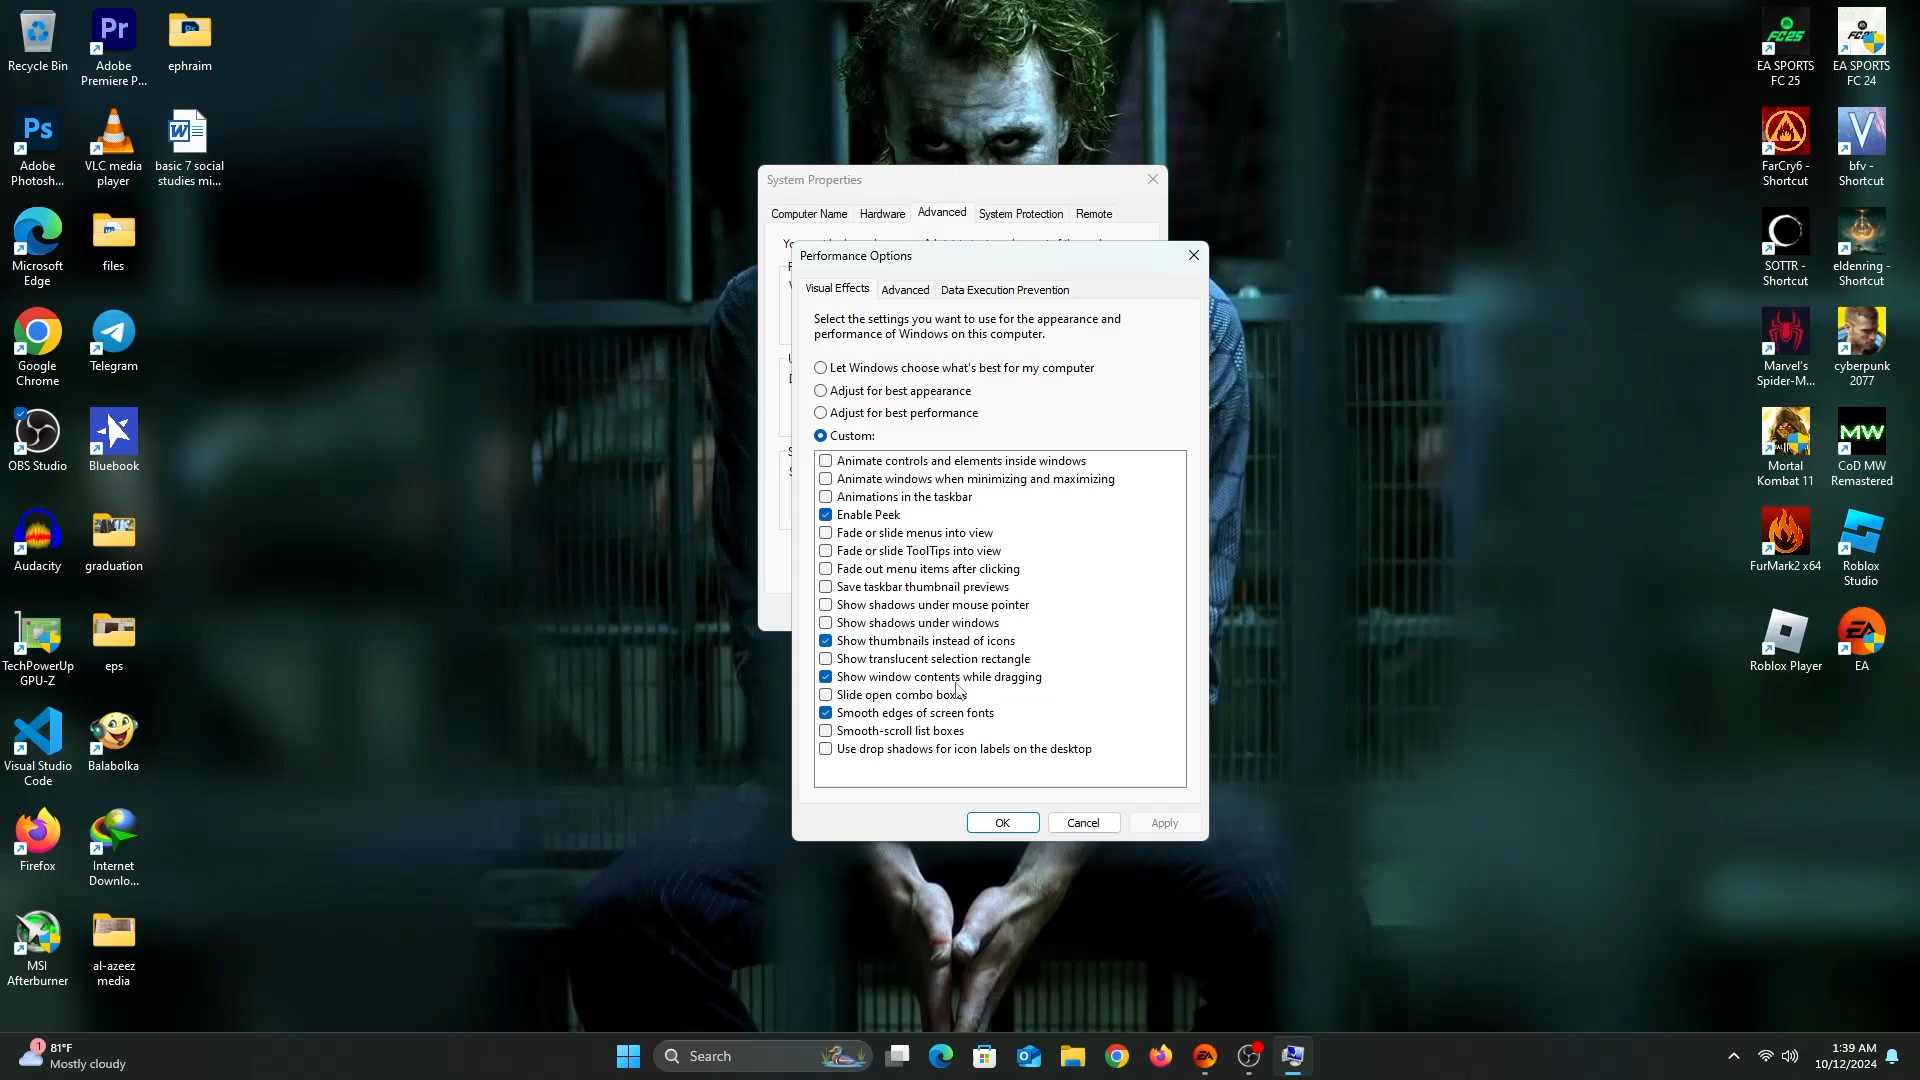 Recycle Bin
Adobe
Premiere P...
ephraim
Adobe
Photosh...
VLC media
player
basic 7 social
studies mi...
Microsoft
Edge
files
Google
Chrome
Telegram
OBS Studio
Bluebook
Audacity
graduation
TechPowerUp
GPU-Z
eps
Visual Studio
Code
Balabolka
Firefox
Internet
Downlo...
MSI
Afterburner
al-azeez
media
System Properties
Computer Name
Hardware
Advanced
System Protection
Remote
Performance Options
Visual Effects
Advanced
Data Execution Prevention
Select the settings you want to use for the appearance and
performance of Windows on this computer.
Let Windows choose what's best for my computer
Adjust for best appearance
Adjust for best performance
Custom:
Animate controls and elements inside windows
Animate windows when minimizing and maximizing
Animations in the taskbar
Enable Peek
Fade or slide menus into view
Fade or slide ToolTips into view
Fade out menu items after clicking
Save taskbar thumbnail previews
Show shadows under mouse pointer
Show shadows under windows
Show thumbnails instead of icons
Show translucent selection rectangle
Show window contents while dragging
Slide open combo boxes
Smooth edges of screen fonts
Smooth-scroll list boxes
Use drop shadows for icon labels on the desktop
OK
Cancel
Apply
EA SPORTS
FC 25
EA SPORTS
FC 24
FarCry6 -
Shortcut
bfv -
Shortcut
SOTTR -
Shortcut
eldenring -
Shortcut
Marvel's
Spider-M...
cyberpunk
2077
Mortal
Kombat 11
CoD MW
Remastered
FurMark2 x64
Roblox
Studio
Roblox Player
EA
1
81°F
Mostly cloudy
Search
1:39 AM
10/12/2024